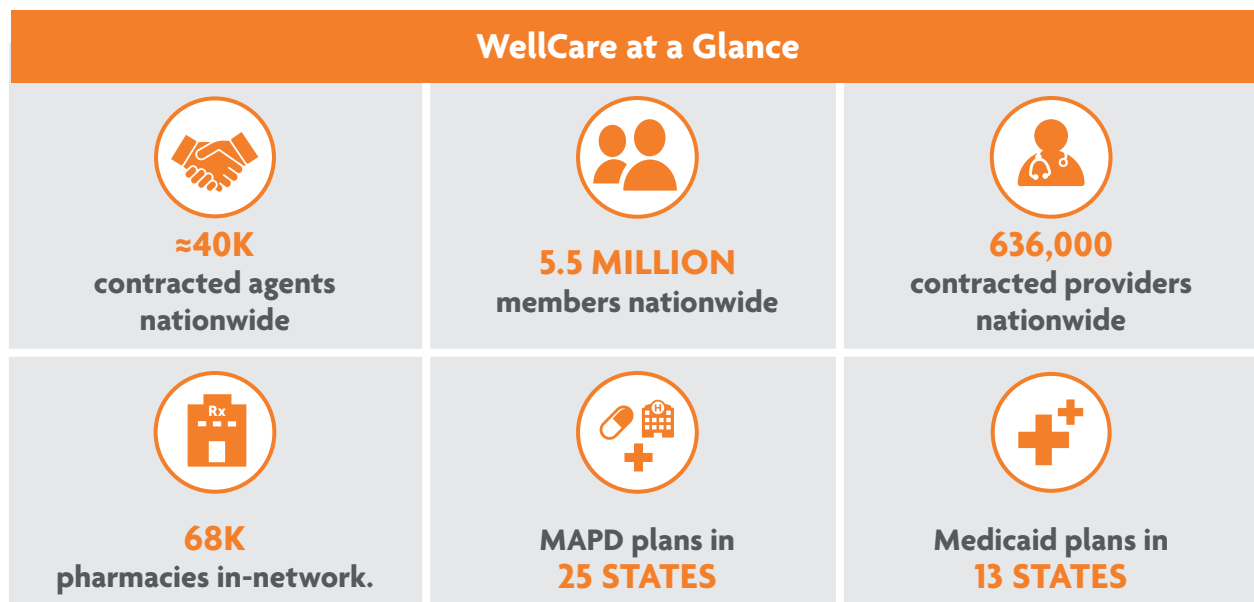 WellCare at a Glance
≈40K
contracted agents
nationwide
5.5 MILLION
members nationwide
636,000
contracted providers
nationwide
Rx
68K
pharmacies in-network.
H
MAPD plans in
25 STATES
Medicaid plans in
13 STATES